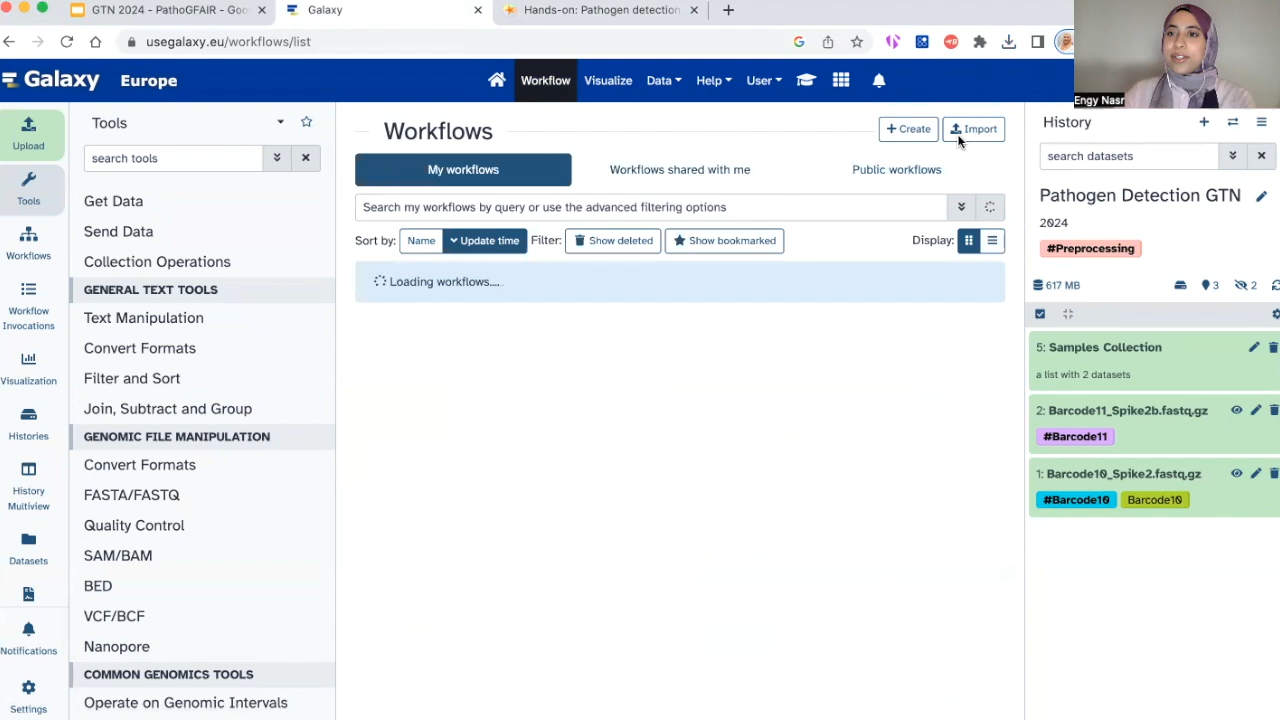 GTN 2024 - PathoGFAIR - Goo
Galaxy
Hands-on: Pathogen detection
usegalaxy.eu/workflows/list
Engy Nasr
Galaxy Europe
Workflow Visualize Data Help User
Upload
Tools
Workflows
Workflow Invocations
Visualization
Histories
History Multiview
Datasets
Notifications
Settings
Tools
search tools
Get Data
Send Data
Collection Operations
GENERAL TEXT TOOLS
Text Manipulation
Convert Formats
Filter and Sort
Join, Subtract and Group
GENOMIC FILE MANIPULATION
Convert Formats
FASTA/FASTQ
Quality Control
SAM/BAM
BED
VCF/BCF
Nanopore
COMMON GENOMICS TOOLS
Operate on Genomic Intervals
Workflows
+ Create
Import
My workflows
Workflows shared with me
Public workflows
Search my workflows by query or use the advanced filtering options
Sort by: Name Update time Filter: Show deleted Show bookmarked Display:
Loading workflows....
History
search datasets
Pathogen Detection GTN
2024
#Preprocessing
617 MB 3 2
5: Samples Collection
a list with 2 datasets
2: Barcode11_Spike2b.fastq.gz
#Barcode11
1: Barcode10_Spike2.fastq.gz
#Barcode10 Barcode10